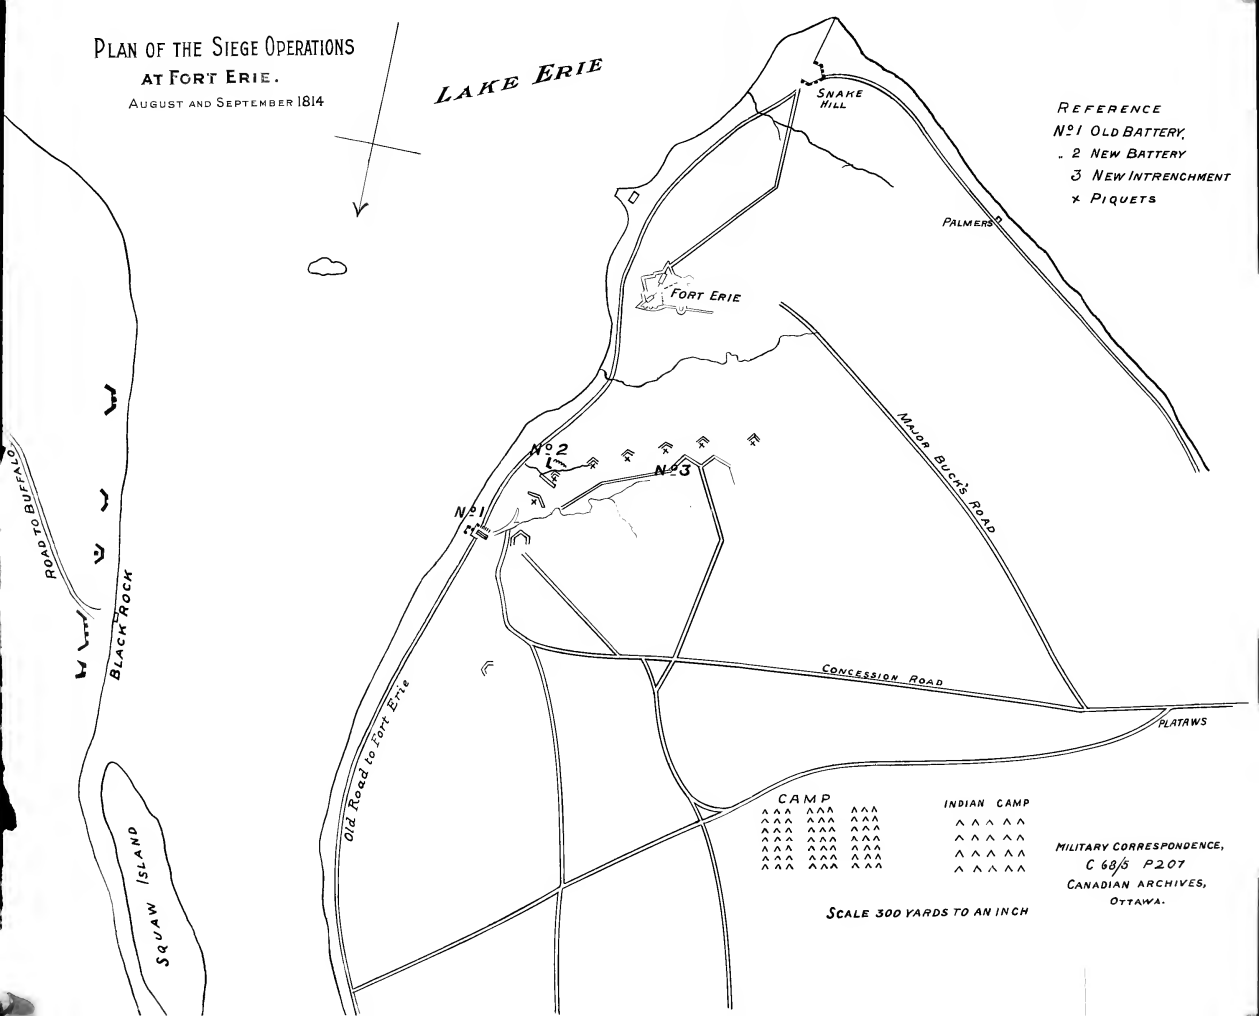 PLAN OF THE SIEGE OPERATIONS
AT FORT ERIE.
AUGUST AND SEPTEMBER 1814
LAKE ERIE
SNAKE
HILL
REFERENCE
No 1 OLD BATTERY,
„ 2 NEW BATTERY
3 NEW INTRENCHMENT
x PIQUETS
PALMERS
FORT ERIE
MAJOR BUCK'S ROAD
No 2
No 3
No 1
ROAD TO BUFFALO
BLACK ROCK
CONCESSION ROAD
PLATAWS
Old Road to Fort Erie
CAMP
INDIAN CAMP
SQUAW ISLAND
MILITARY CORRESPONDENCE,
C 68/5 P207
CANADIAN ARCHIVES,
OTTAWA.
SCALE 300 YARDS TO AN INCH